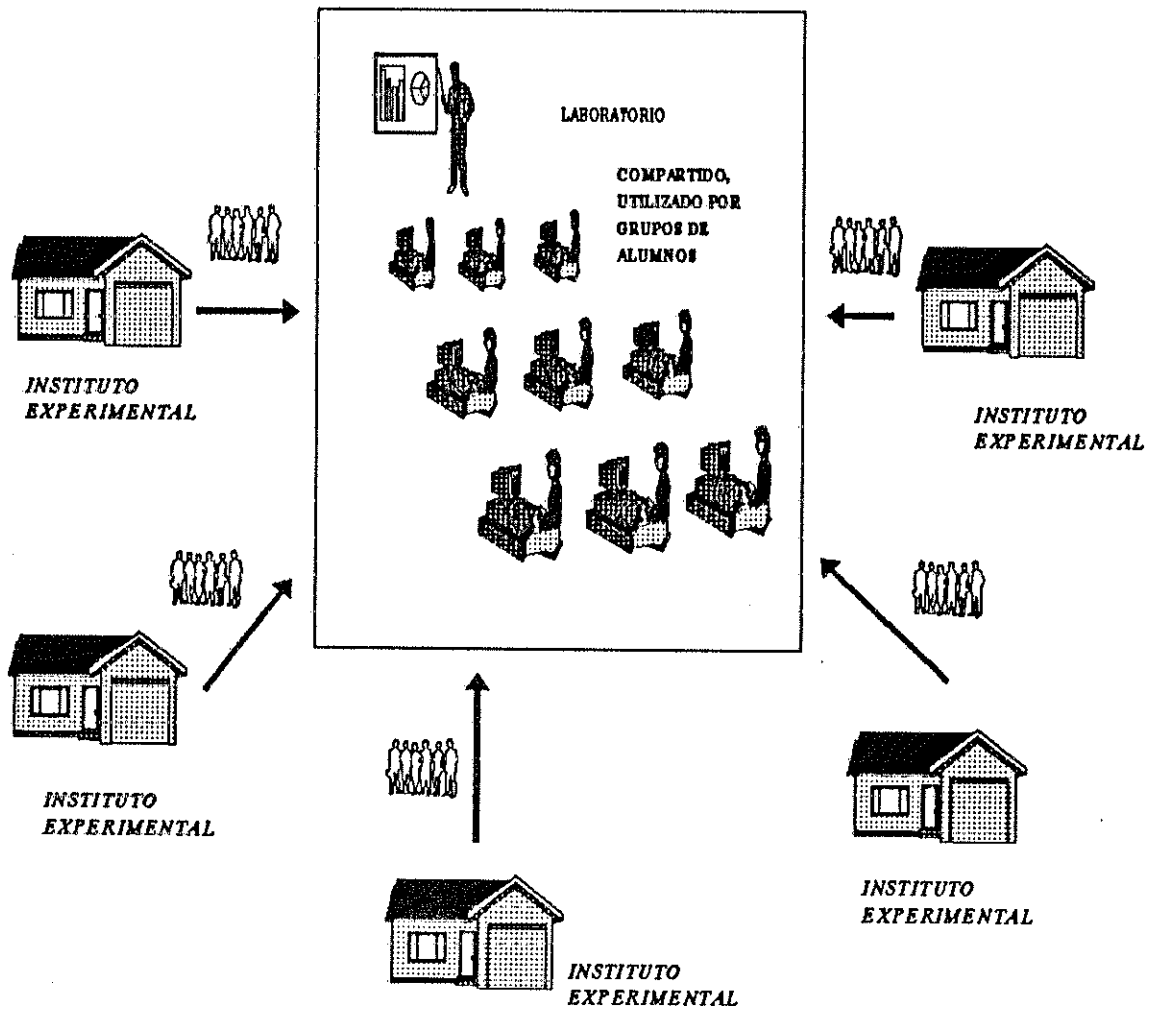 LABORATORIO
COMPARTIDO,
UTILIZADO POR
GRUPOS DE
ALUMNOS
INSTITUTO
EXPERIMENTAL
INSTITUTO
EXPERIMENTAL
INSTITUTO
EXPERIMENTAL
INSTITUTO
EXPERIMENTAL
INSTITUTO
EXPERIMENTAL